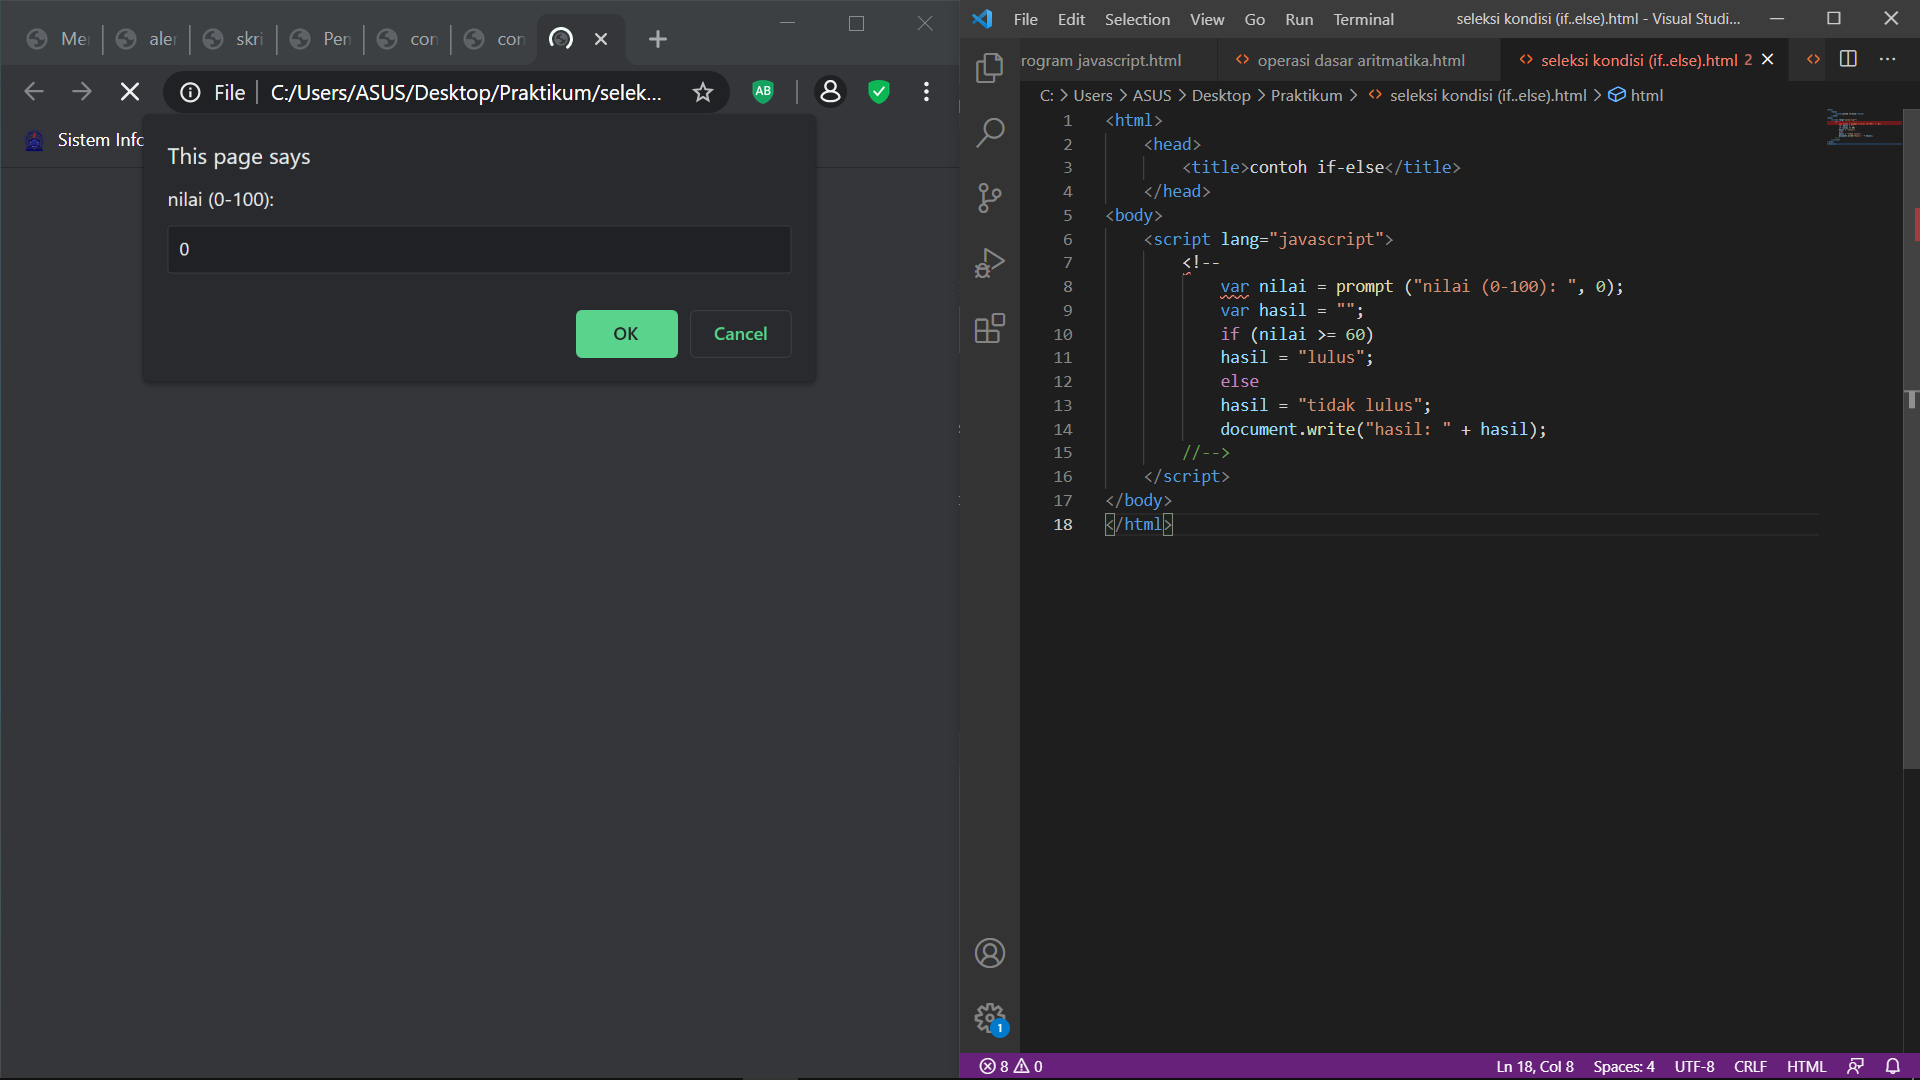 Me
aler
skri
Pen
con
con
File
C:/Users/ASUS/Desktop/Praktikum/selek...
AB
Sistem Info
This page says
nilai (0-100):
0
OK
Cancel
File Edit Selection View Go Run Terminal
seleksi kondisi (if..else).html - Visual Studi...
rogram javascript.html
operasi dasar aritmatika.html
seleksi kondisi (if..else).html 2
C: > Users > ASUS > Desktop > Praktikum > seleksi kondisi (if..else).html > html
1 <html>
2 <head>
3 <title>contoh if-else</title>
4 </head>
5 <body>
6 <script lang="javascript">
7 <!--
8 var nilai = prompt ("nilai (0-100): ", 0);
9 var hasil = "";
10 if (nilai >= 60)
11 hasil = "lulus";
12 else
13 hasil = "tidak lulus";
14 document.write("hasil: " + hasil);
15 //-->
16 </script>
17 </body>
18 </html>
1
8 0
Ln 18, Col 8 Spaces: 4 UTF-8 CRLF HTML